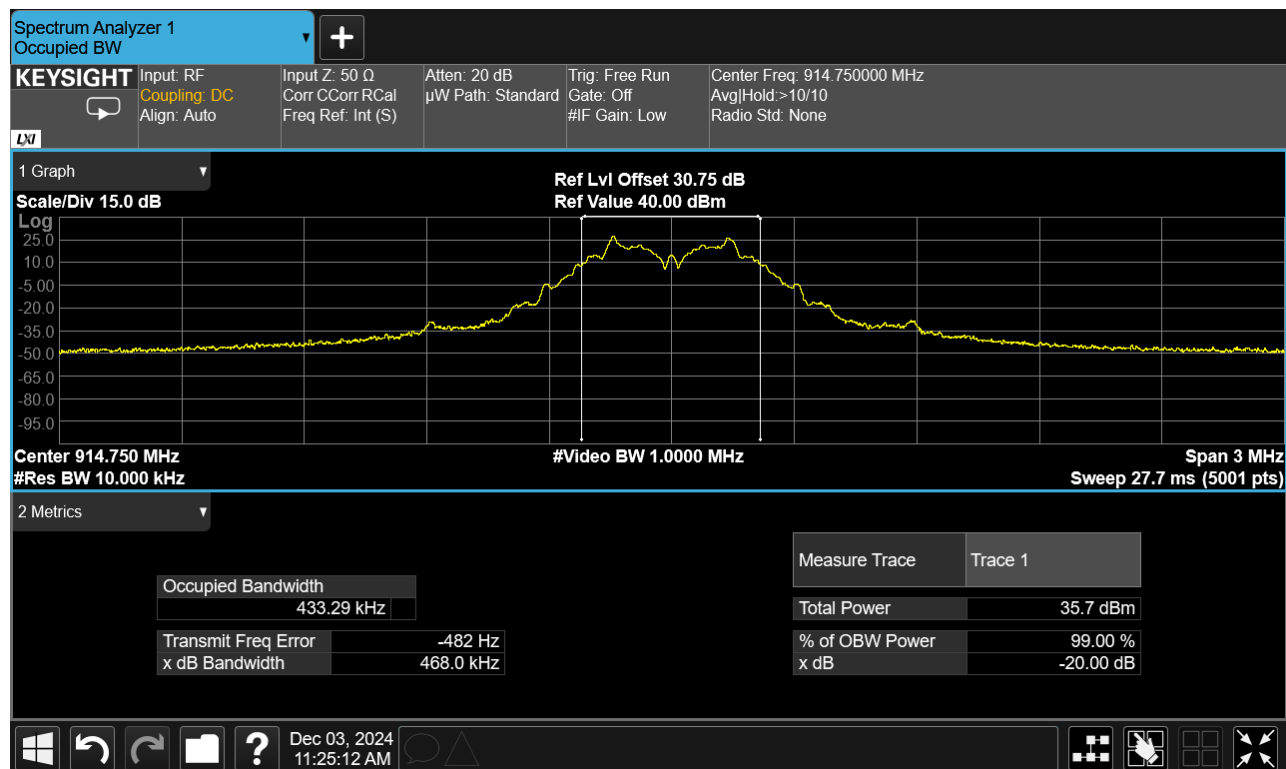 Spectrum Analyzer 1
Occupied BW
▼
+
KEYSIGHT
Input: RF
Coupling: DC
Align: Auto
Input Z: 50 Ω
Corr CCorr RCal
Freq Ref: Int (S)
Atten: 20 dB
µW Path: Standard
Trig: Free Run
Gate: Off
#IF Gain: Low
Center Freq: 914.750000 MHz
Avg|Hold:>10/10
Radio Std: None
LXI
1 Graph ▼
Scale/Div 15.0 dB
Ref Lvl Offset 30.75 dB
Ref Value 40.00 dBm
Log
25.0
10.0
-5.00
-20.0
-35.0
-50.0
-65.0
-80.0
-95.0
Center 914.750 MHz
#Video BW 1.0000 MHz
Span 3 MHz
#Res BW 10.000 kHz
Sweep 27.7 ms (5001 pts)
2 Metrics ▼
Measure Trace Trace 1
Occupied Bandwidth
433.29 kHz
Total Power 35.7 dBm
Transmit Freq Error -482 Hz
% of OBW Power 99.00 %
x dB Bandwidth 468.0 kHz
x dB -20.00 dB
?
Dec 03, 2024
11:25:12 AM